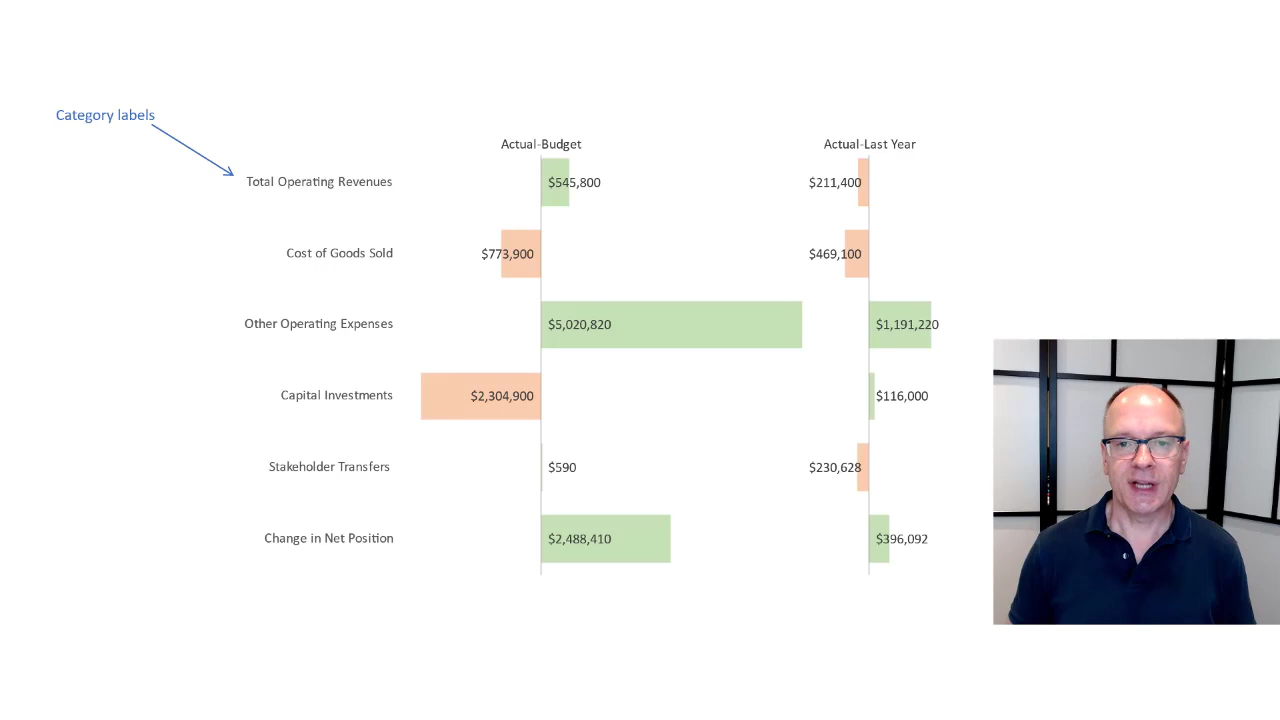 Category labels
Actual-Budget Actual-Last Year
Total Operating Revenues $545,800 $211,400
Cost of Goods Sold $773,900 $469,100
Other Operating Expenses $5,020,820 $1,191,220
Capital Investments $2,304,900 $116,000
Stakeholder Transfers $590 $230,628
Change in Net Position $2,488,410 $396,092